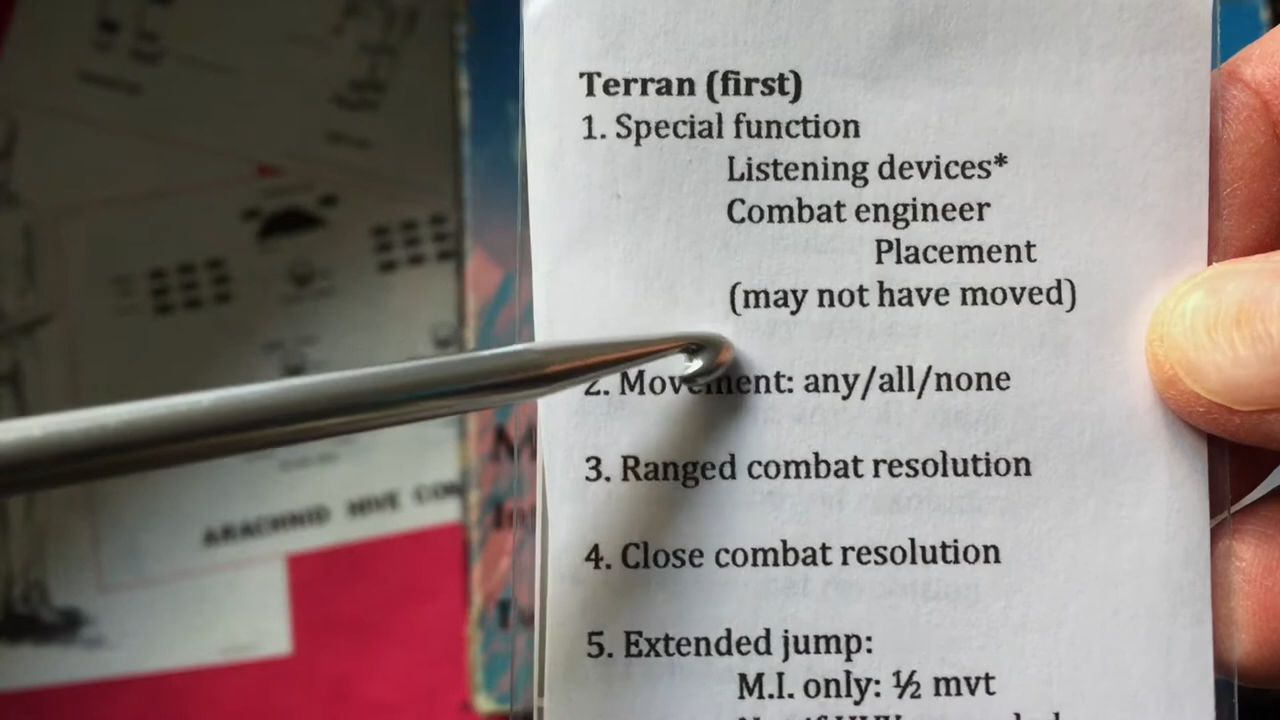 Terran (first)
1. Special function
Listening devices*
Combat engineer
Placement
(may not have moved)
2. Movement: any/all/none
3. Ranged combat resolution
4. Close combat resolution
5. Extended jump:
M.I. only: ½ mvt
ARACHNID HIVE CON